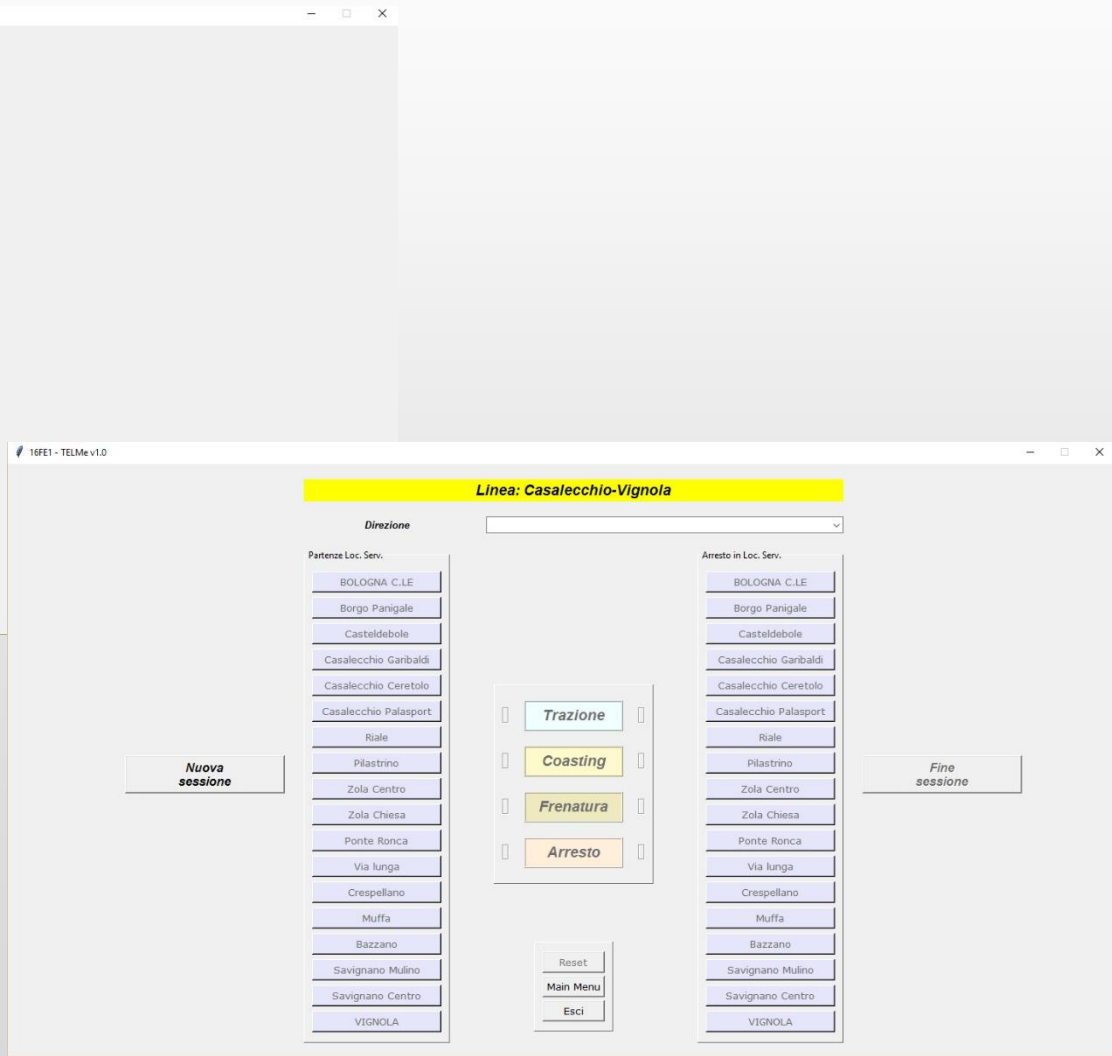 16FE1 - TELMe v1.0
Linea: Casalecchio-Vignola
Direzione
Partenze Loc. Serv.
BOLOGNA C.LE
Borgo Panigale
Casteldebole
Casalecchio Garibaldi
Casalecchio Ceretolo
Casalecchio Palasport
Riale
Pilastrino
Zola Centro
Zola Chiesa
Ponte Ronca
Via lunga
Crespellano
Muffa
Bazzano
Savignano Mulino
Savignano Centro
VIGNOLA
Nuova
sessione
Trazione
Coasting
Frenatura
Arresto
Reset
Main Menu
Esci
Arresto in Loc. Serv.
BOLOGNA C.LE
Borgo Panigale
Casteldebole
Casalecchio Garibaldi
Casalecchio Ceretolo
Casalecchio Palasport
Riale
Pilastrino
Zola Centro
Zola Chiesa
Ponte Ronca
Via lunga
Crespellano
Muffa
Bazzano
Savignano Mulino
Savignano Centro
VIGNOLA
Fine
sessione